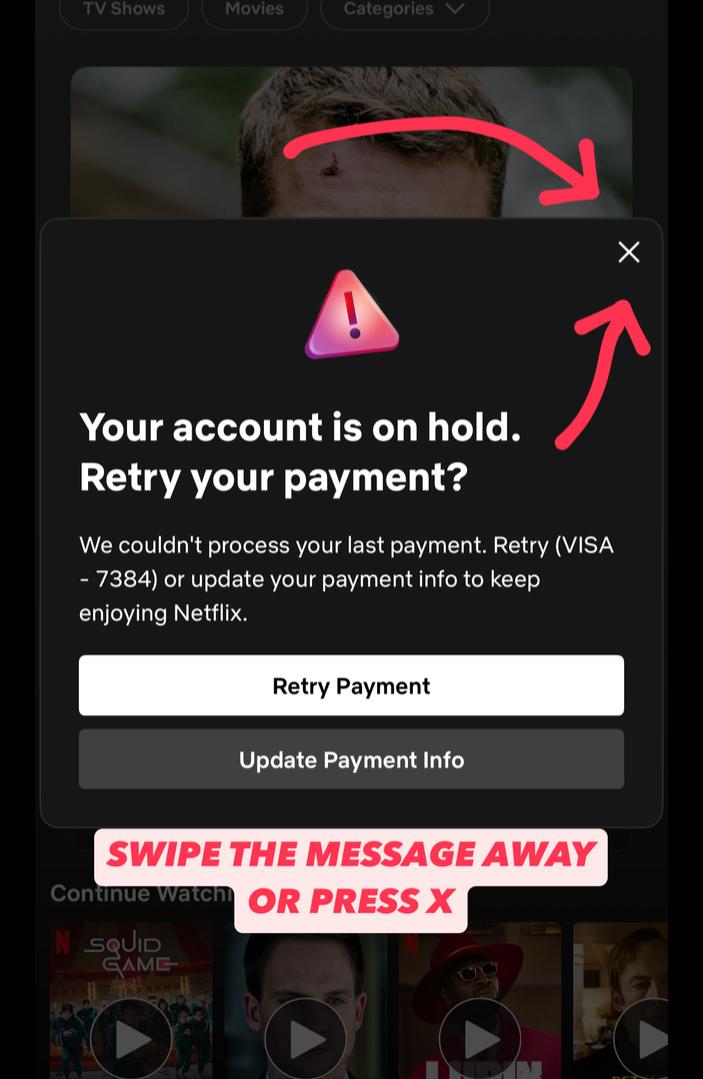 TV Shows
Movies
Categories
Your account is on hold.
Retry your payment?
We couldn't process your last payment. Retry (VISA
- 7384) or update your payment info to keep
enjoying Netflix.
Retry Payment
Update Payment Info
SWIPE THE MESSAGE AWAY
OR PRESS X
Continue Watchi
N
SQUID
GAME
N
LUPIN